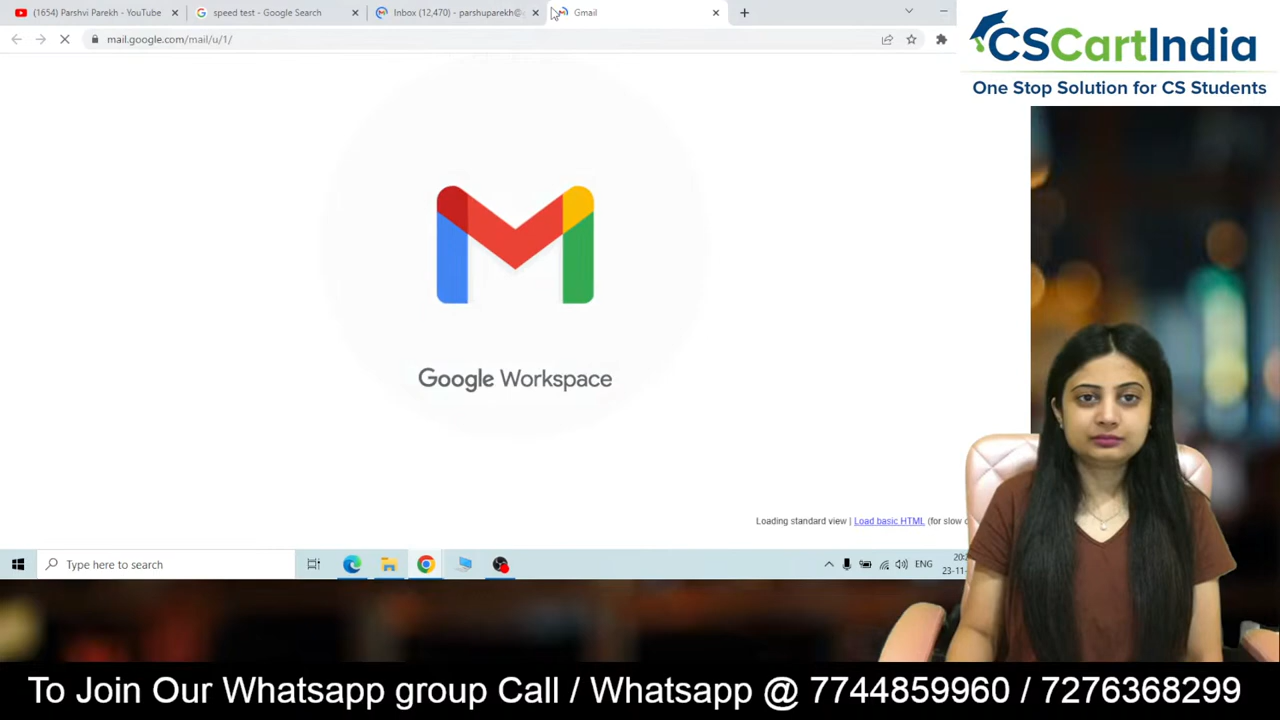 (1654) Parshvi Parekh - YouTube
speed test - Google Search
Inbox (12,470) - parshuparekh@
Gmail
mail.google.com/mail/u/1/
CSCartIndia
One Stop Solution for CS Students
Google Workspace
Loading standard view | Load basic HTML (for slow
Type here to search
ENG
23-11-
To Join Our Whatsapp group Call / Whatsapp @ 7744859960 / 7276368299